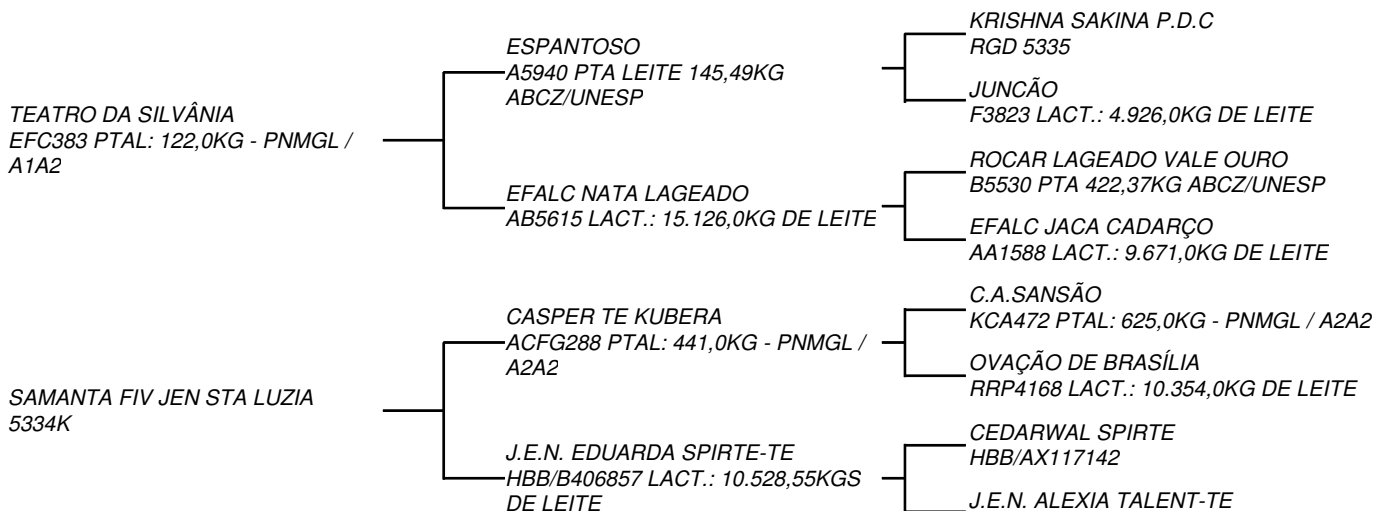 TEATRO DA SILVÂNIA
EFC383 PTAL: 122,0KG - PNMGL /
A1A2
ESPANTOSO
A5940 PTA LEITE 145,49KG
ABCZ/UNESP
KRISHNA SAKINA P.D.C
RGD 5335
JUNCÃO
F3823 LACT.: 4.926,0KG DE LEITE
EFALC NATA LAGEADO
AB5615 LACT.: 15.126,0KG DE LEITE
ROCAR LAGEADO VALE OURO
B5530 PTA 422,37KG ABCZ/UNESP
EFALC JACA CADARÇO
AA1588 LACT.: 9.671,0KG DE LEITE
SAMANTA FIV JEN STA LUZIA
5334K
CASPER TE KUBERA
ACFG288 PTAL: 441,0KG - PNMGL /
A2A2
C.A.SANSÃO
KCA472 PTAL: 625,0KG - PNMGL / A2A2
OVAÇÃO DE BRASÍLIA
RRP4168 LACT.: 10.354,0KG DE LEITE
J.E.N. EDUARDA SPIRTE-TE
HBB/B406857 LACT.: 10.528,55KGS
DE LEITE
CEDARWAL SPIRTE
HBB/AX117142
J.E.N. ALEXIA TALENT-TE